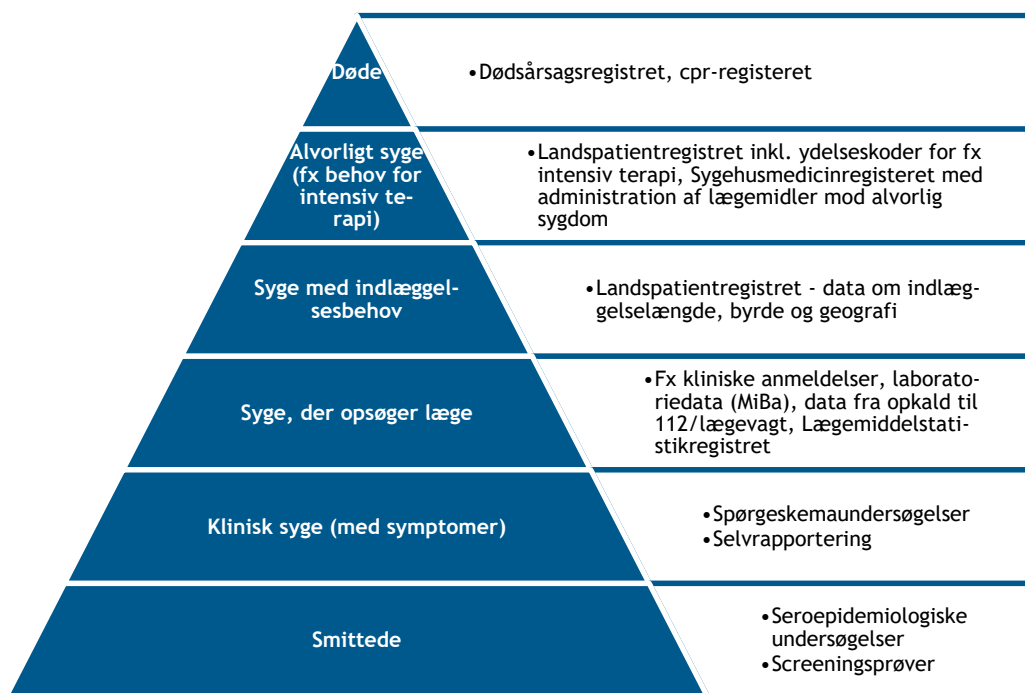 Døde
•Dødsårsagsregistret, cpr-registeret
Alvorligt syge
(fx behov for
intensiv te-
rapi)
•Landspatientregistret inkl. ydelseskoder for fx
intensiv terapi, Sygehusmedicinregisteret med
administration af lægemidler mod alvorlig
sygdom
Syge med indlæggel-
sesbehov
•Landspatientregistret - data om indlæg-
gelselængde, byrde og geografi
Syge, der opsøger læge
•Fx kliniske anmeldelser, laborato-
riedata (MiBa), data fra opkald til
112/lægevagt, Lægemiddelstati-
stikregistret
Klinisk syge (med symptomer)
•Spørgeskemaundersøgelser
•Selvrapportering
Smittede
•Seroepidemiologiske
undersøgelser
•Screeningsprøver